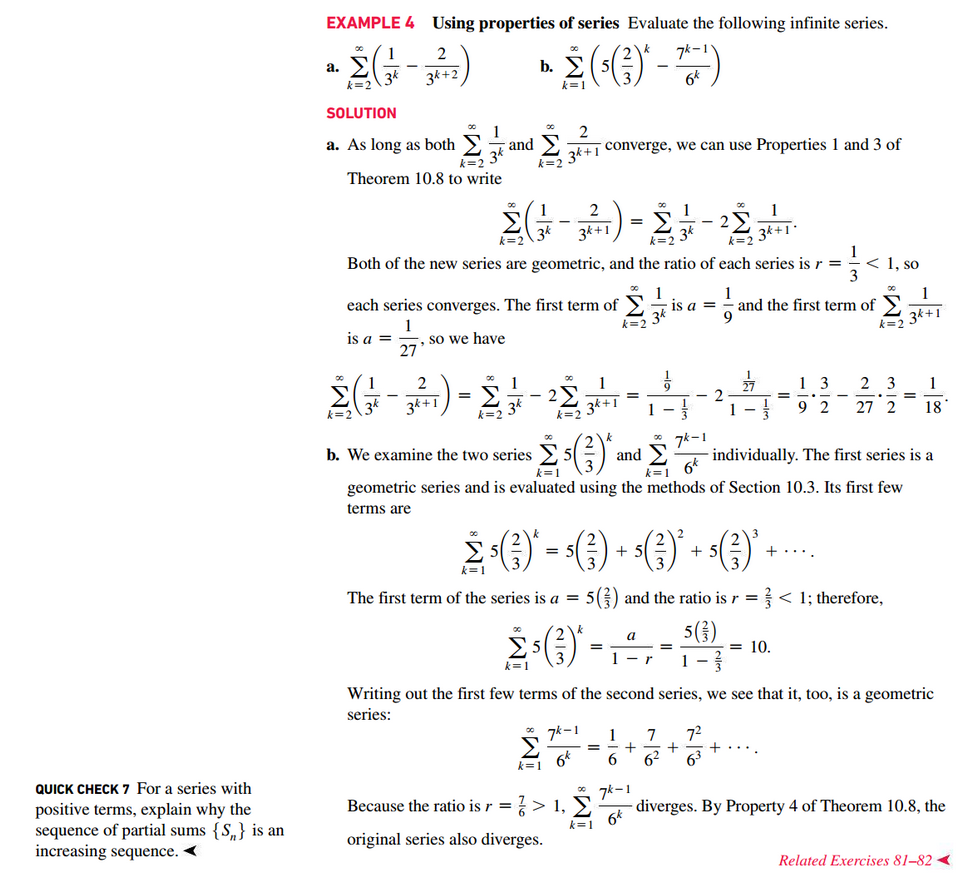 EXAMPLE 4 Using properties of series Evaluate the following infinite series.
a. $\sum_{k=2}^{\infty}\left(\frac{1}{3^k} - \frac{2}{3^{k+2}}\right)$ b. $\sum_{k=1}^{\infty}\left(5\left(\frac{2}{3}\right)^k - \frac{7^{k-1}}{6^k}\right)$
SOLUTION
a. As long as both $\sum_{k=2}^{\infty}\frac{1}{3^k}$ and $\sum_{k=2}^{\infty}\frac{2}{3^{k+1}}$ converge, we can use Properties 1 and 3 of
Theorem 10.8 to write
$\sum_{k=2}^{\infty}\left(\frac{1}{3^k} - \frac{2}{3^{k+1}}\right) = \sum_{k=2}^{\infty}\frac{1}{3^k} - 2\sum_{k=2}^{\infty}\frac{1}{3^{k+1}}.$
Both of the new series are geometric, and the ratio of each series is $r = \frac{1}{3} < 1$, so
each series converges. The first term of $\sum_{k=2}^{\infty}\frac{1}{3^k}$ is $a = \frac{1}{9}$ and the first term of $\sum_{k=2}^{\infty}\frac{1}{3^{k+1}}$
is $a = \frac{1}{27}$, so we have
$\sum_{k=2}^{\infty}\left(\frac{1}{3^k} - \frac{2}{3^{k+1}}\right) = \sum_{k=2}^{\infty}\frac{1}{3^k} - 2\sum_{k=2}^{\infty}\frac{1}{3^{k+1}} = \frac{\frac{1}{9}}{1 - \frac{1}{3}} - 2\frac{\frac{1}{27}}{1 - \frac{1}{3}} = \frac{1}{9} \cdot \frac{3}{2} - \frac{2}{27} \cdot \frac{3}{2} = \frac{1}{18}.$
b. We examine the two series $\sum_{k=1}^{\infty}5\left(\frac{2}{3}\right)^k$ and $\sum_{k=1}^{\infty}\frac{7^{k-1}}{6^k}$ individually. The first series is a
geometric series and is evaluated using the methods of Section 10.3. Its first few
terms are
$\sum_{k=1}^{\infty}5\left(\frac{2}{3}\right)^k = 5\left(\frac{2}{3}\right) + 5\left(\frac{2}{3}\right)^2 + 5\left(\frac{2}{3}\right)^3 + \cdots.$
The first term of the series is $a = 5\left(\frac{2}{3}\right)$ and the ratio is $r = \frac{2}{3} < 1$; therefore,
$\sum_{k=1}^{\infty}5\left(\frac{2}{3}\right)^k = \frac{a}{1 - r} = \frac{5\left(\frac{2}{3}\right)}{1 - \frac{2}{3}} = 10.$
Writing out the first few terms of the second series, we see that it, too, is a geometric
series:
$\sum_{k=1}^{\infty}\frac{7^{k-1}}{6^k} = \frac{1}{6} + \frac{7}{6^2} + \frac{7^2}{6^3} + \cdots.$
Because the ratio is $r = \frac{7}{6} > 1$, $\sum_{k=1}^{\infty}\frac{7^{k-1}}{6^k}$ diverges. By Property 4 of Theorem 10.8, the
original series also diverges.
Related Exercises 81–82 ◄
QUICK CHECK 7 For a series with
positive terms, explain why the
sequence of partial sums $\{S_n\}$ is an
increasing sequence. ◄